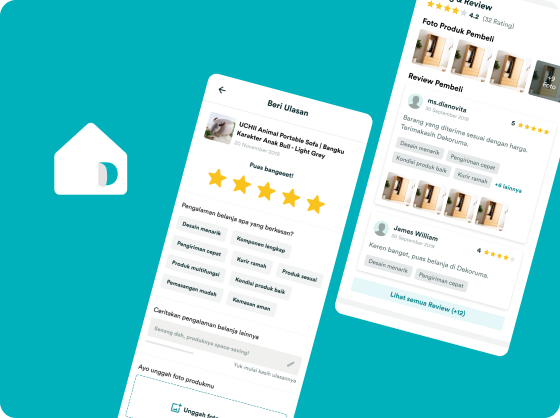 Beri Ulasan
UCHII Animal Portable Sofa | Bangku
Karakter Anak Bull - Light Grey
30 November 2019
Puas bangeeet!
Pengalaman belanja apa yang berkesan?
Desain menarik
Komponen lengkap
Pengiriman cepat
Kurir ramah
Produk sesuai
Produk multifungsi
Kondisi produk baik
Pemasangan mudah
Kemasan aman
Ceritakan pengalaman belanja lainnya
Senang deh, produknya space-saving!
Yuk mulai kasih ulasannya
Ayo unggah foto produkmu
Unggah foto
& Review
4.2 (32 Rating)
Foto Produk Pembeli
+9
Foto
Review Pembeli
ms.dianovita
30 September 2019
5
Barang yang diterima sesuai dengan harga.
Terimakasih Dekoruma.
Desain menarik
Pengiriman cepat
Kondisi produk baik
Kurir ramah
+6 lainnya
James William
30 September 2019
4
Keren banget, puas belanja di Dekoruma.
Desain menarik
Pengiriman cepat
Lihat semua Review (+12)